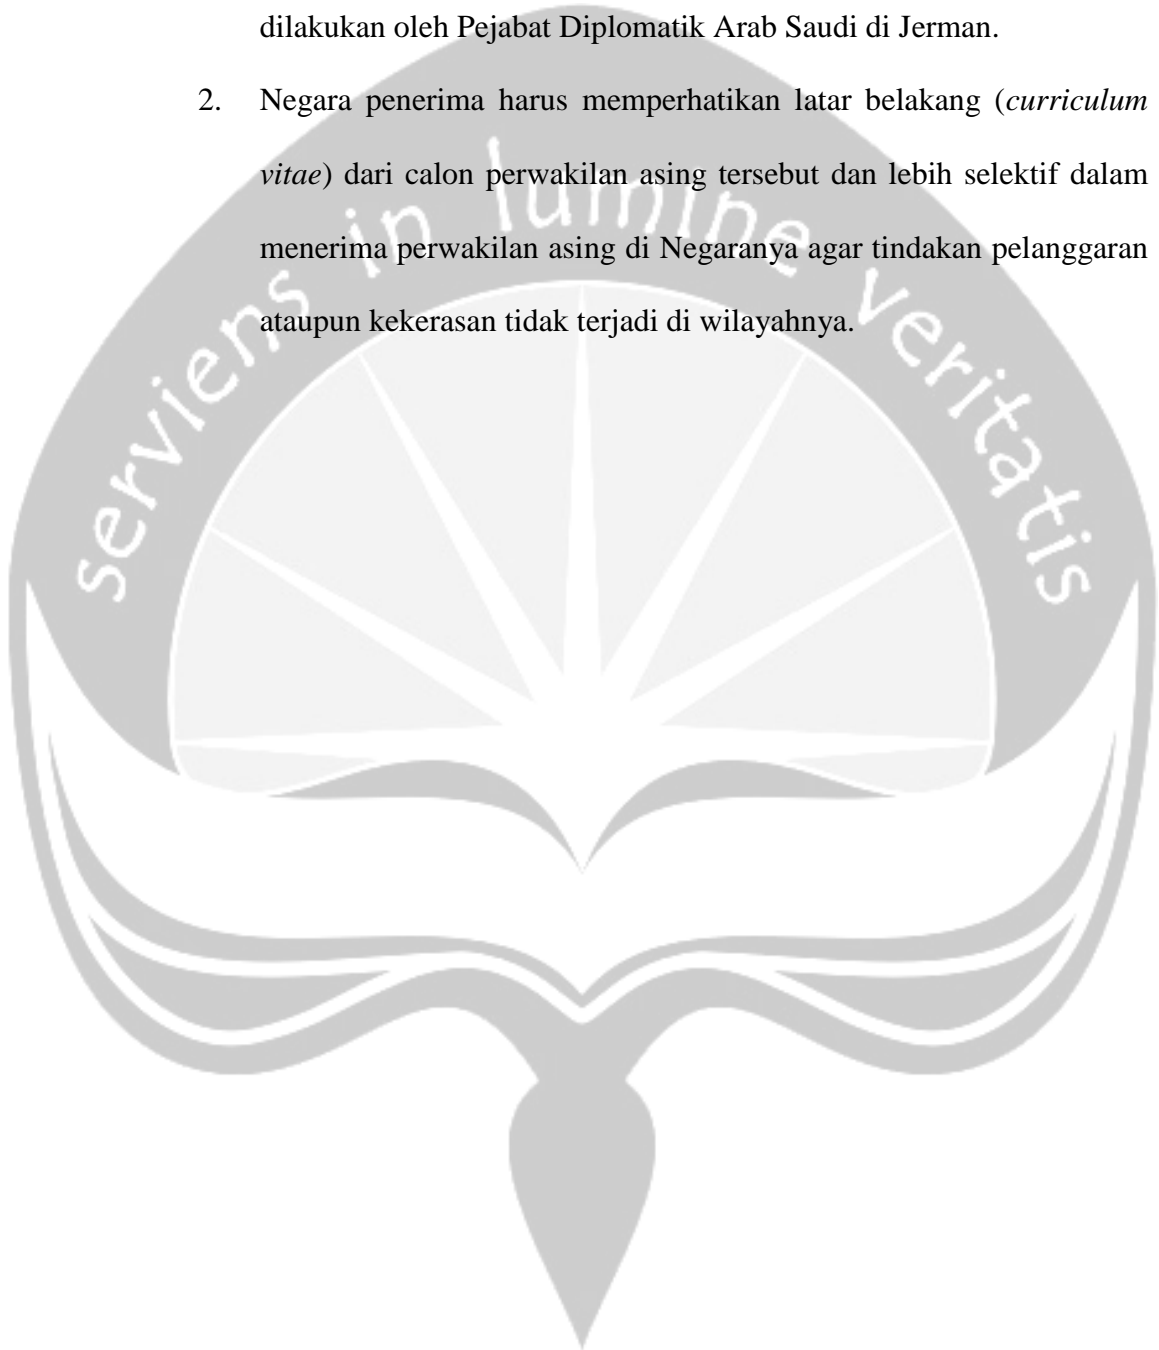 dilakukan oleh Pejabat Diplomatik Arab Saudi di Jerman.
2. Negara penerima harus memperhatikan latar belakang (curriculum
vitae) dari calon perwakilan asing tersebut dan lebih selektif dalam
menerima perwakilan asing di Negaranya agar tindakan pelanggaran
ataupun kekerasan tidak terjadi di wilayahnya.
serviens in lumine veritatis